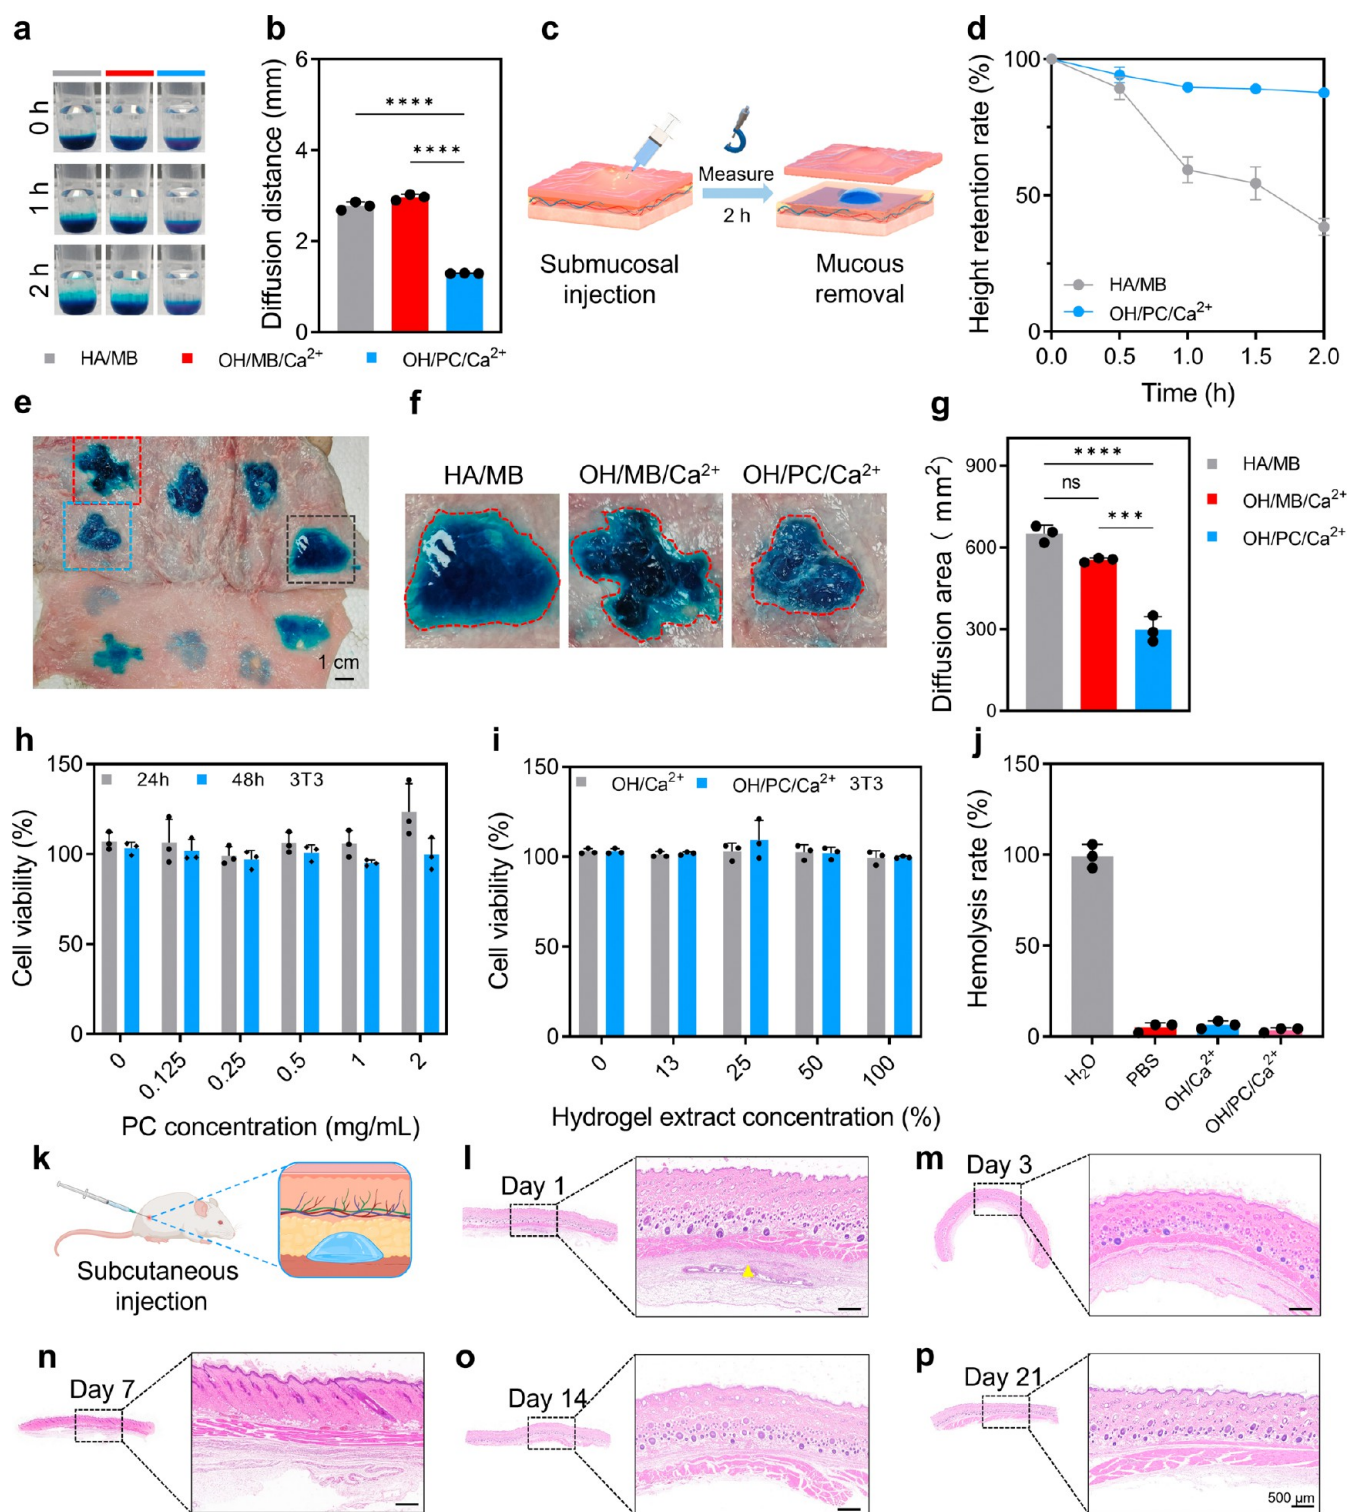 a
0 h
1 h
2 h
b
Diffusion distance (mm)
6
4
2
0
****
****
HA/MB
OH/MB/Ca²⁺
OH/PC/Ca²⁺
c
Submucosal
injection
Measure
2 h
Mucous
removal
d
Height retention rate (%)
100
50
0
HA/MB
OH/PC/Ca²⁺
0.0 0.5 1.0 1.5 2.0
Time (h)
e
1 cm
f
HA/MB OH/MB/Ca²⁺ OH/PC/Ca²⁺
g
Diffusion area ( mm²)
900
600
300
0
****
ns
***
HA/MB
OH/MB/Ca²⁺
OH/PC/Ca²⁺
h
Cell viability (%)
150
100
50
0
24h 48h 3T3
0 0.125 0.25 0.5 1 2
PC concentration (mg/mL)
i
Cell viability (%)
150
100
50
0
OH/Ca²⁺ OH/PC/Ca²⁺ 3T3
0 13 25 50 100
Hydrogel extract concentration (%)
j
Hemolysis rate (%)
150
100
50
0
H₂O PBS OH/Ca²⁺ OH/PC/Ca²⁺
k
Subcutaneous
injection
l
Day 1
m
Day 3
n
Day 7
o
Day 14
p
Day 21
500 μm